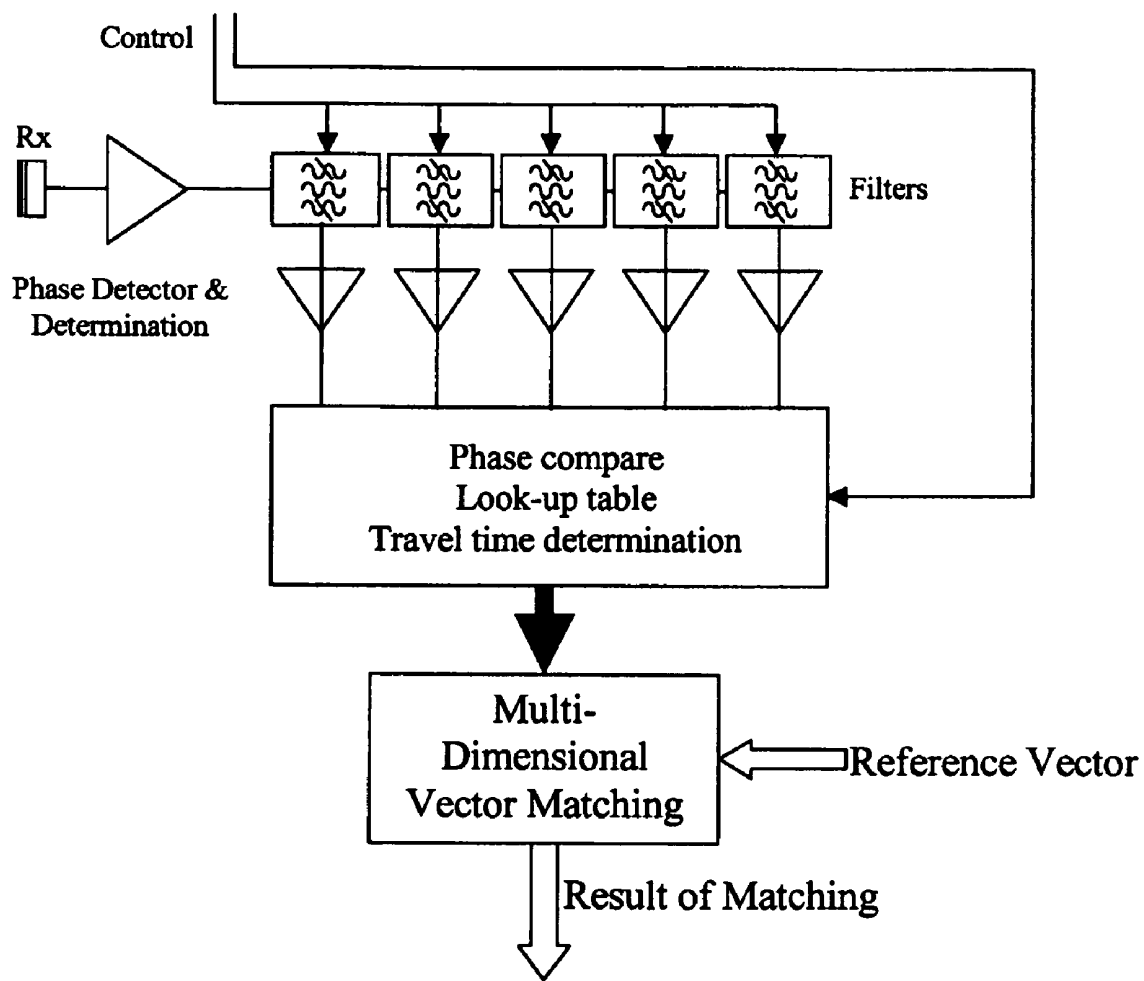 Control
Rx
Filters
Phase Detector &
Determination
Phase compare
Look-up table
Travel time determination
Multi-
Dimensional
Vector Matching
Reference Vector
Result of Matching